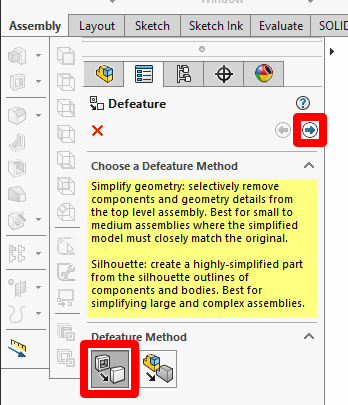 Window
Assembly Layout Sketch Sketch Ink Evaluate SOLI
Defeature
Choose a Defeature Method
Simplify geometry: selectively remove
components and geometry details from
the top level assembly. Best for small to
medium assemblies where the simplified
model must closely match the original.
Silhouette: create a highly-simplified part
from the silhouette outlines of
components and bodies. Best for
simplifying large and complex assemblies.
Defeature Method